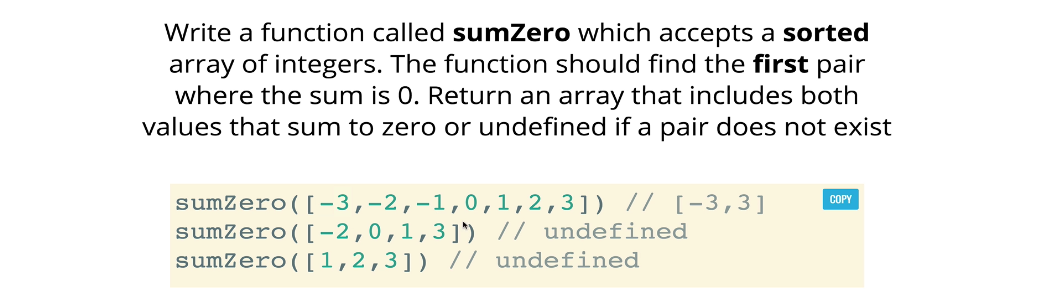 Write a function called sumZero which accepts a sorted
array of integers. The function should find the first pair
where the sum is 0. Return an array that includes both
values that sum to zero or undefined if a pair does not exist
COPY
sumZero([-3,-2,-1,0,1,2,3]) // [-3,3]
sumZero([-2,0,1,3]) // undefined
sumZero([1,2,3]) // undefined